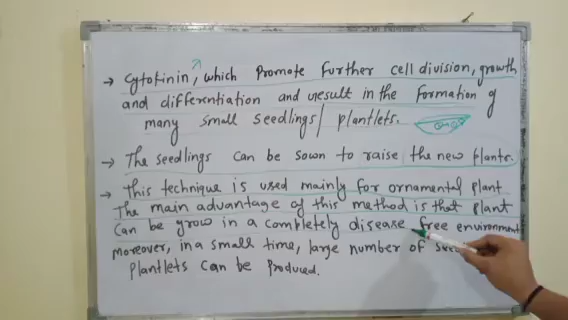 → Cytokinin, which Promote further cell division, growth
and differentiation and result in the formation of
many small seedlings/ plantlets.
→ The seedlings can be sown to raise the new plants.
→ This technique is used mainly for ornamental plant
The main advantage of this method is that plant
can be grow in a completely disease free environment
moreover, in a small time, large number of
plantlets can be Produced.